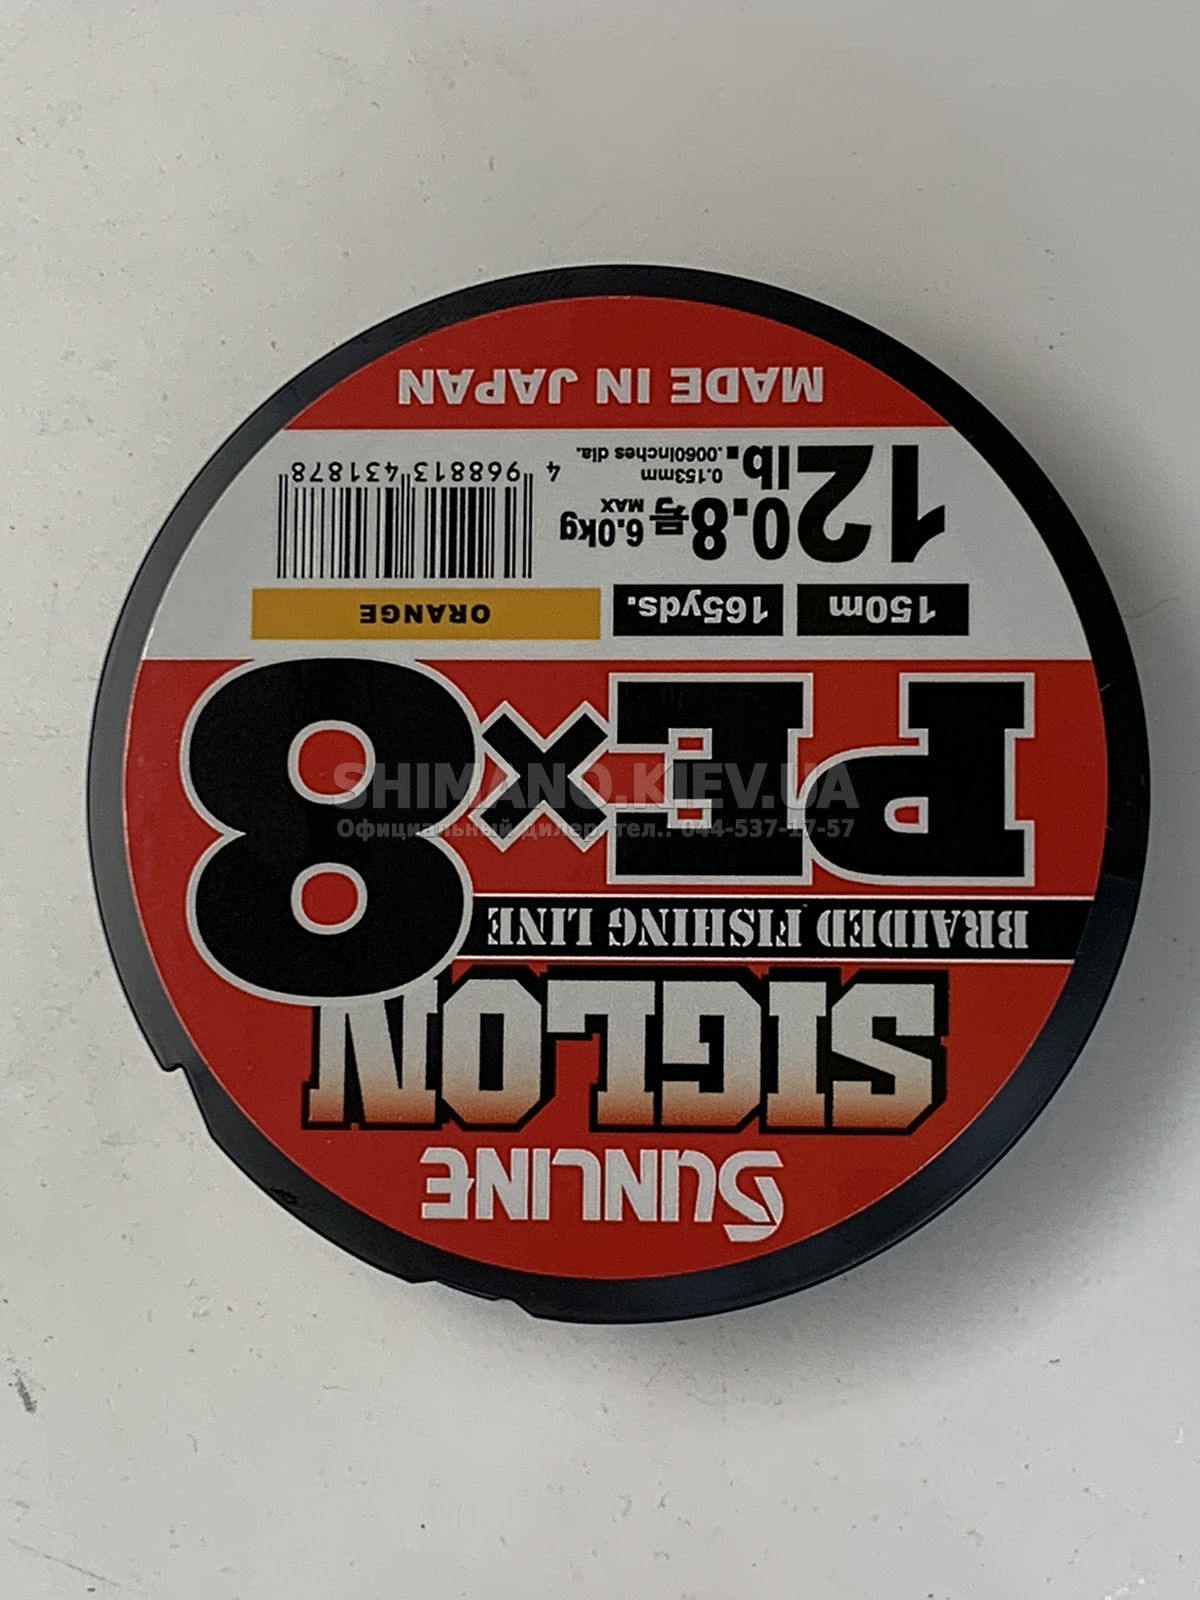 SUNLINE
SIGLON
BRAIDED FISHING LINE
PE×8
150m 165yds. ORANGE
12lb. 0.8号 6.0kg MAX
0.153mm
.0060inches dia.
4 968813 431878
MADE IN JAPAN
SHIMANO.KIEV.UA
Официальный дилер, тел.: 044-537-17-57